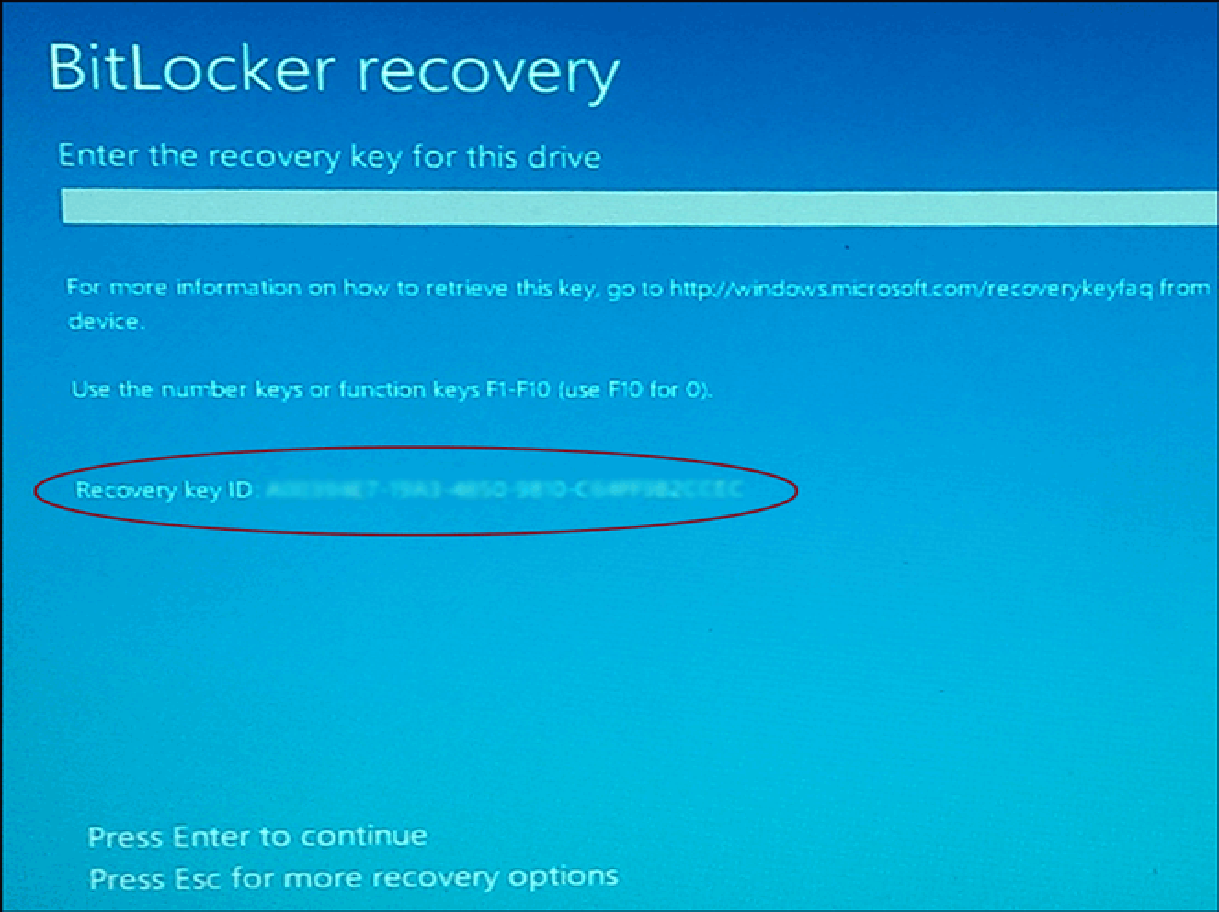 BitLocker recovery
Enter the recovery key for this drive
For more information on how to retrieve this key, go to http://windows.microsoft.com/recoverykeyfaq from
device.
Use the number keys or function keys F1-F10 (use F10 for 0).
Recovery key ID:
Press Enter to continue
Press Esc for more recovery options